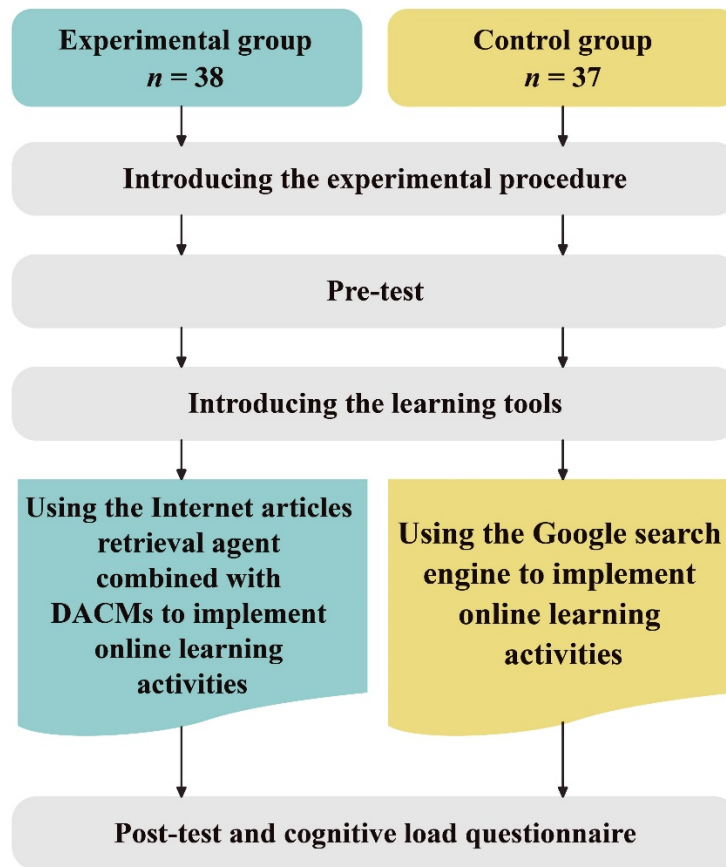 Experimental group
n = 38
Control group
n = 37
Introducing the experimental procedure
Pre-test
Introducing the learning tools
Using the Internet articles
retrieval agent
combined with
DACMs to implement
online learning
activities
Using the Google search
engine to implement
online learning
activities
Post-test and cognitive load questionnaire